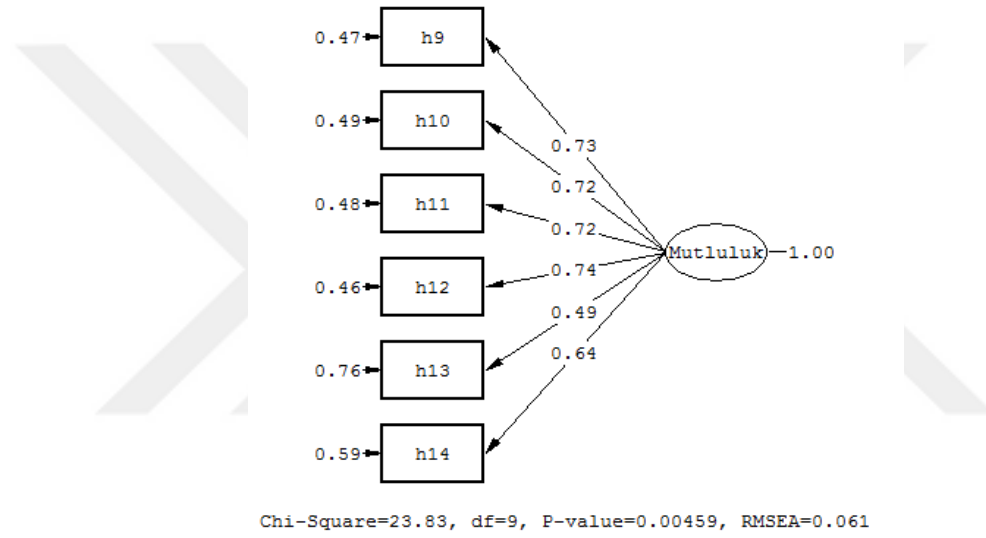 0.47 h9
0.73
0.49 h10
0.72
0.48 h11
0.72
Mutluluk 1.00
0.74
0.46 h12
0.49
0.64
0.76 h13
0.59 h14
Chi-Square=23.83, df=9, P-value=0.00459, RMSEA=0.061